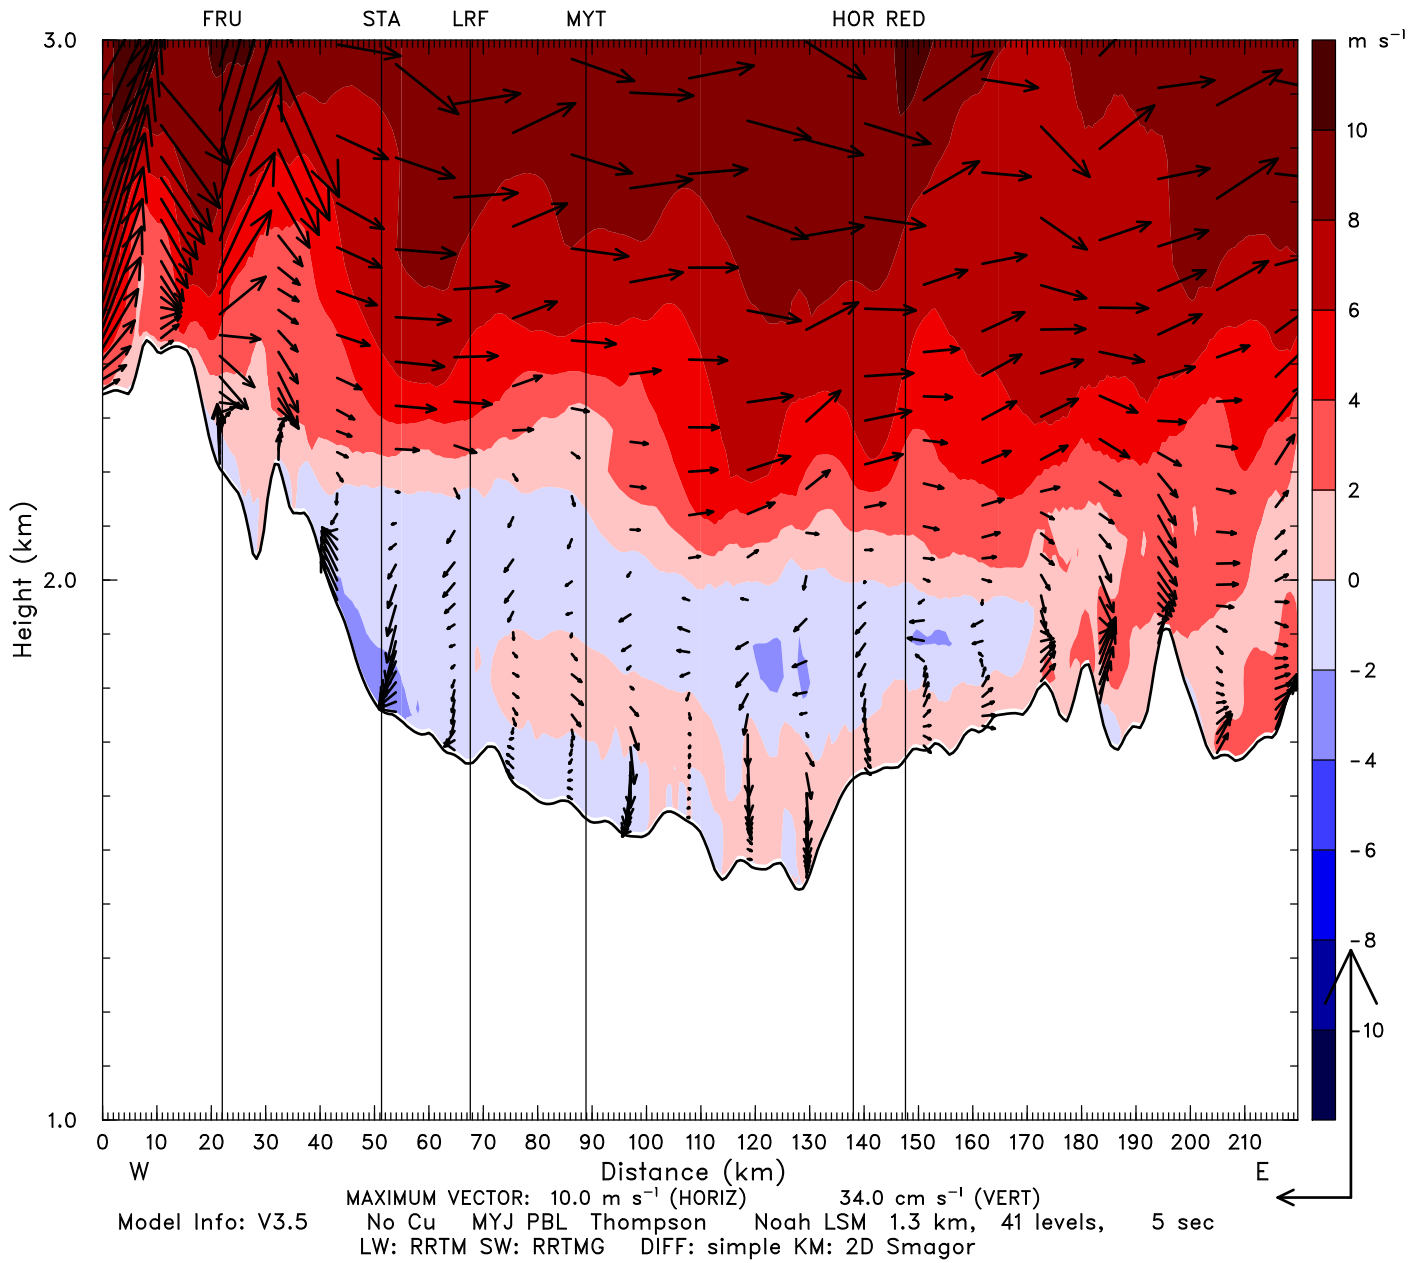 FRU STA LRF MYT HOR RED
3.0
m s⁻¹
10
8
6
4
2
2.0
0
Height (km)
-2
-4
-6
-8
-10
1.0
0 10 20 30 40 50 60 70 80 90 100 110 120 130 140 150 160 170 180 190 200 210
W Distance (km) E
MAXIMUM VECTOR: 10.0 m s⁻¹ (HORIZ) 34.0 cm s⁻¹ (VERT)
Model Info: V3.5 No Cu MYJ PBL Thompson Noah LSM 1.3 km, 41 levels, 5 sec
LW: RRTM SW: RRTMG DIFF: simple KM: 2D Smagor